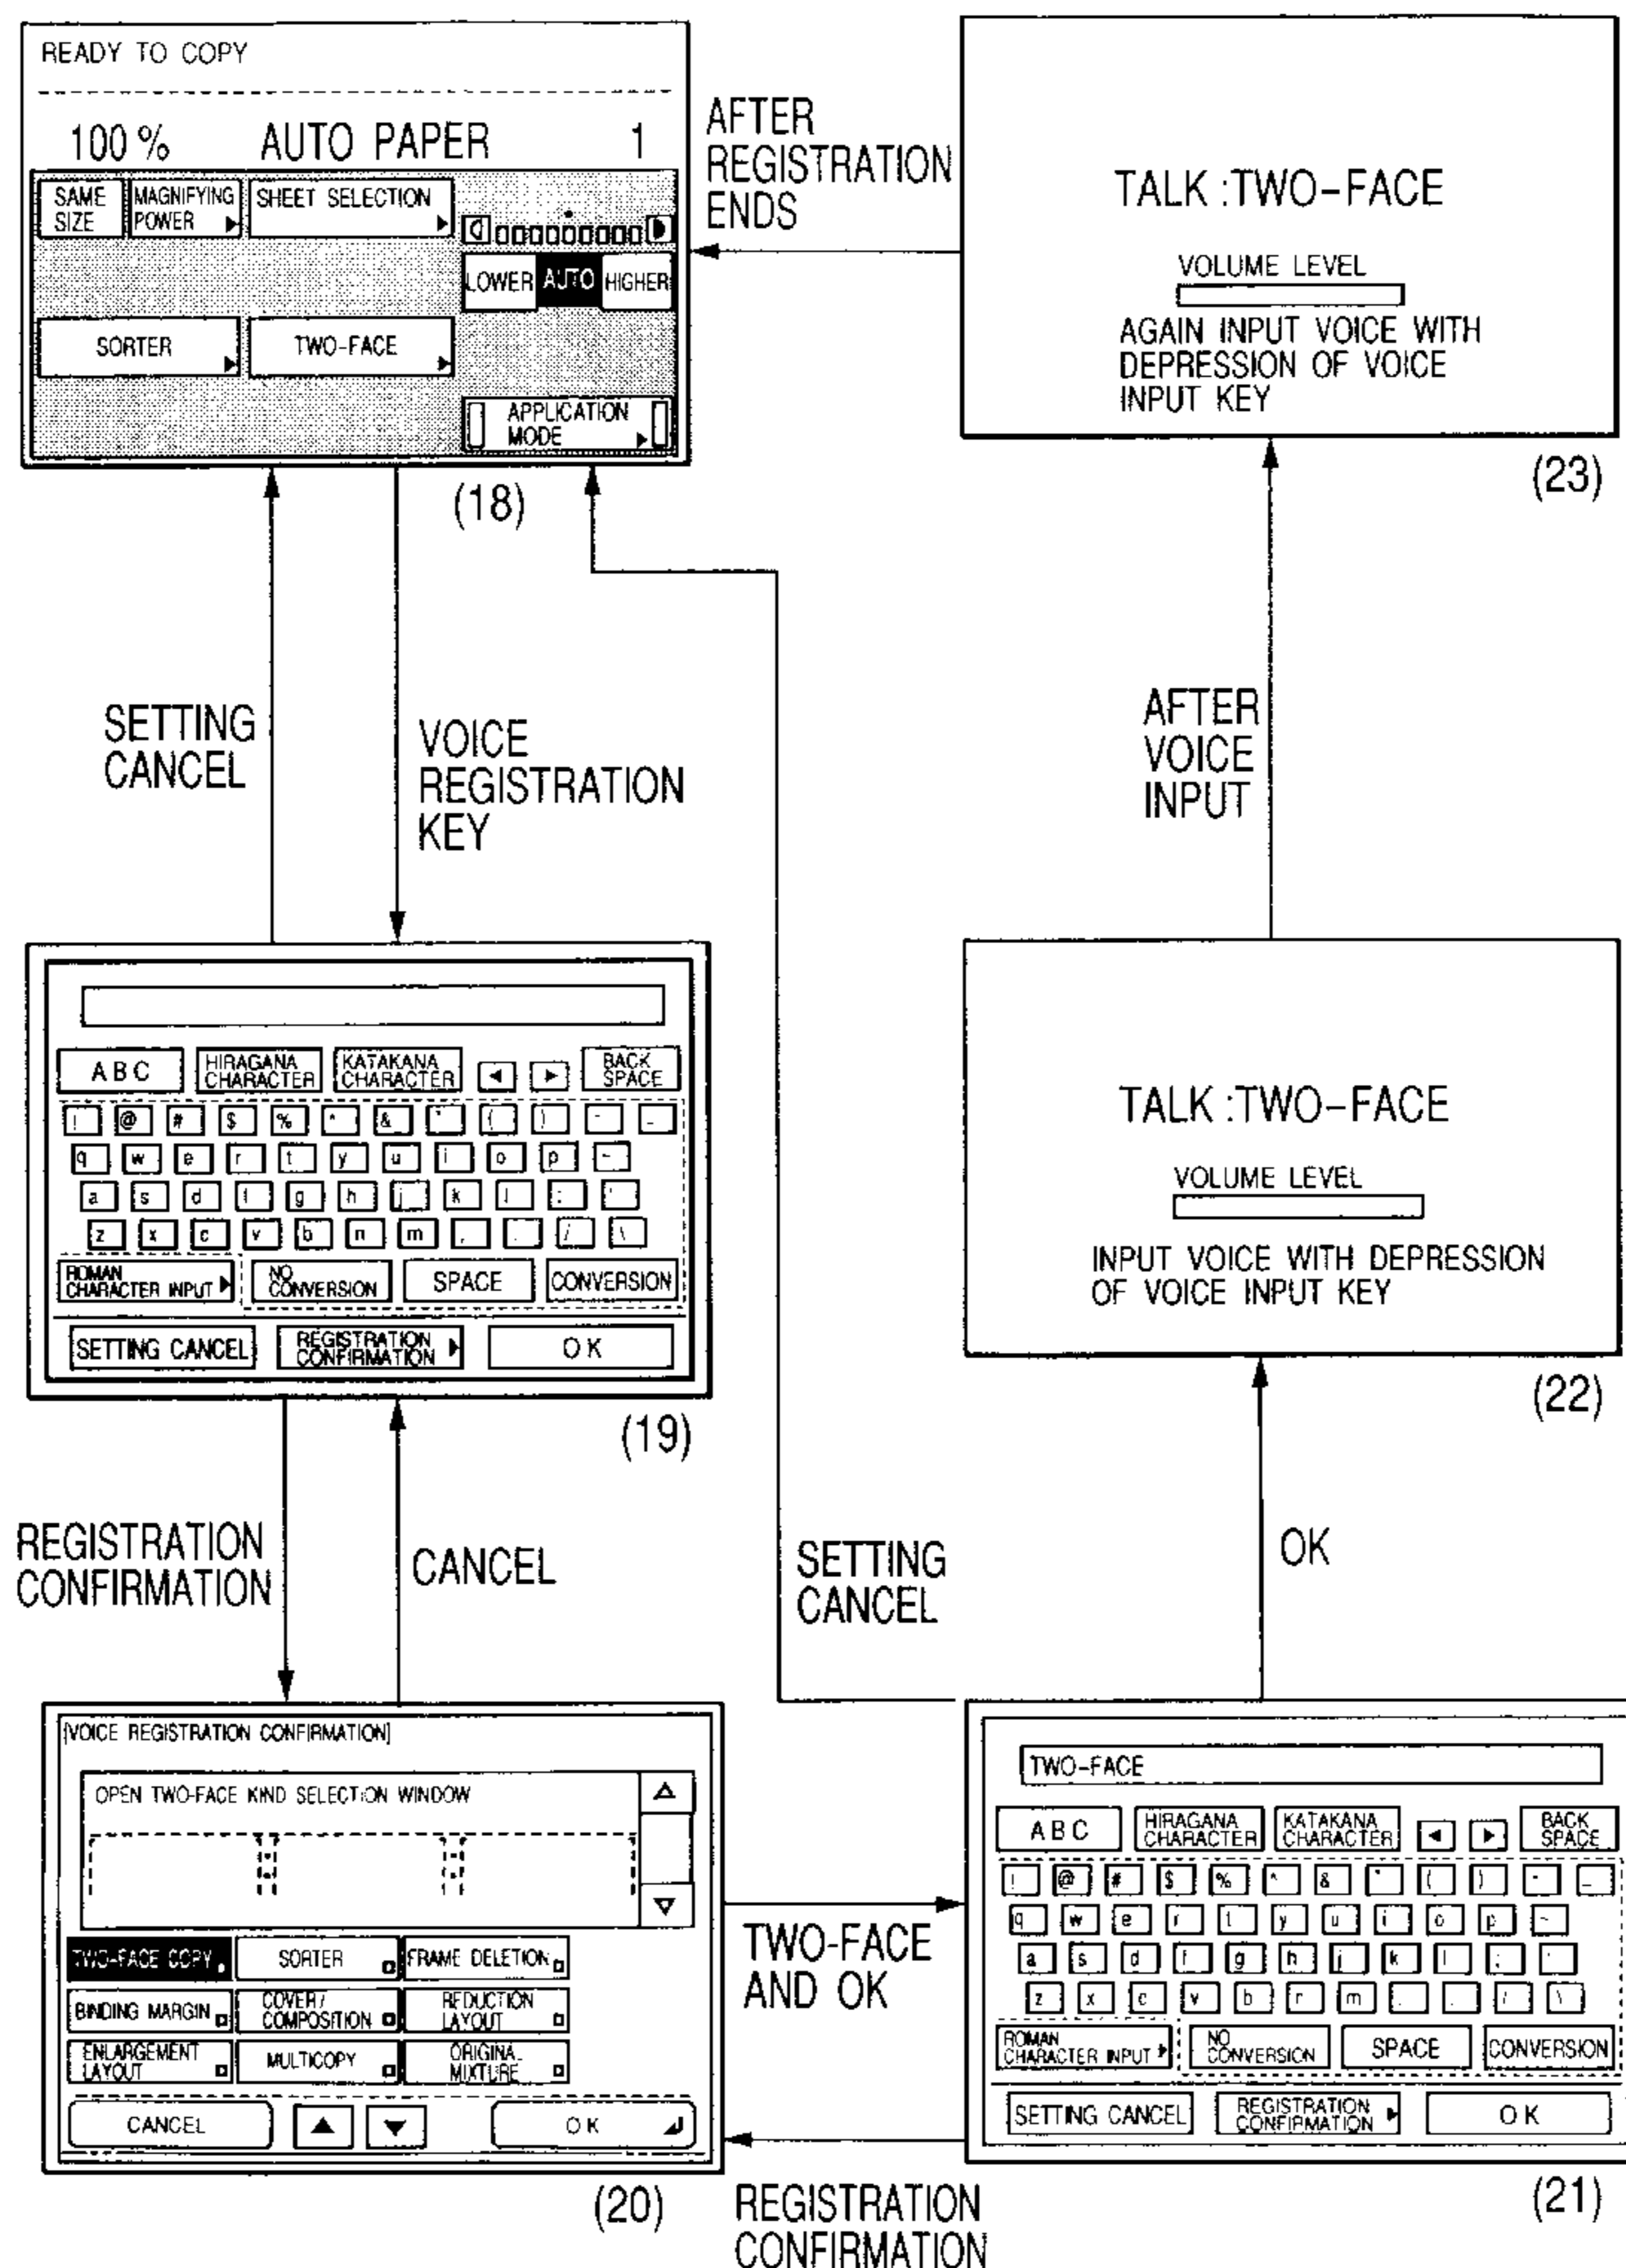 READY TO COPY
100 % AUTO PAPER 1
SAME SIZE
MAGNIFYING POWER
SHEET SELECTION
LOWER AUTO HIGHER
SORTER
TWO-FACE
APPLICATION MODE
(18)
AFTER
REGISTRATION
ENDS
TALK :TWO-FACE
VOLUME LEVEL
AGAIN INPUT VOICE WITH
DEPRESSION OF VOICE
INPUT KEY
(23)
SETTING
CANCEL
VOICE
REGISTRATION
KEY
AFTER
VOICE
INPUT
ABC
HIRAGANA CHARACTER
KATAKANA CHARACTER
BACK SPACE
! @ # $ % ^ & ( ) - _
q w e r t y u i o p ~
a s d f g h j k l ; '
z x c v b n m , . / \
ROMAN CHARACTER INPUT
NO CONVERSION
SPACE
CONVERSION
SETTING CANCEL
REGISTRATION CONFIRMATION
OK
(19)
TALK :TWO-FACE
VOLUME LEVEL
INPUT VOICE WITH DEPRESSION
OF VOICE INPUT KEY
(22)
REGISTRATION
CONFIRMATION
CANCEL
SETTING
CANCEL
OK
[VOICE REGISTRATION CONFIRMATION]
OPEN TWO-FACE KIND SELECTION WINDOW
TWO-FACE COPY
SORTER
FRAME DELETION
BINDING MARGIN
COVER/ COMPOSITION
REDUCTION LAYOUT
ENLARGEMENT LAYOUT
MULTICOPY
ORIGINAL MIXTURE
CANCEL
OK
(20)
TWO-FACE
AND OK
REGISTRATION
CONFIRMATION
TWO-FACE
ABC
HIRAGANA CHARACTER
KATAKANA CHARACTER
BACK SPACE
! @ # $ % ^ & ( ) - _
q w e r t y u i o p ~
a s d f g h j k l ; '
z x c v b n m . / \
ROMAN CHARACTER INPUT
NO CONVERSION
SPACE
CONVERSION
SETTING CANCEL
REGISTRATION CONFIRMATION
OK
(21)